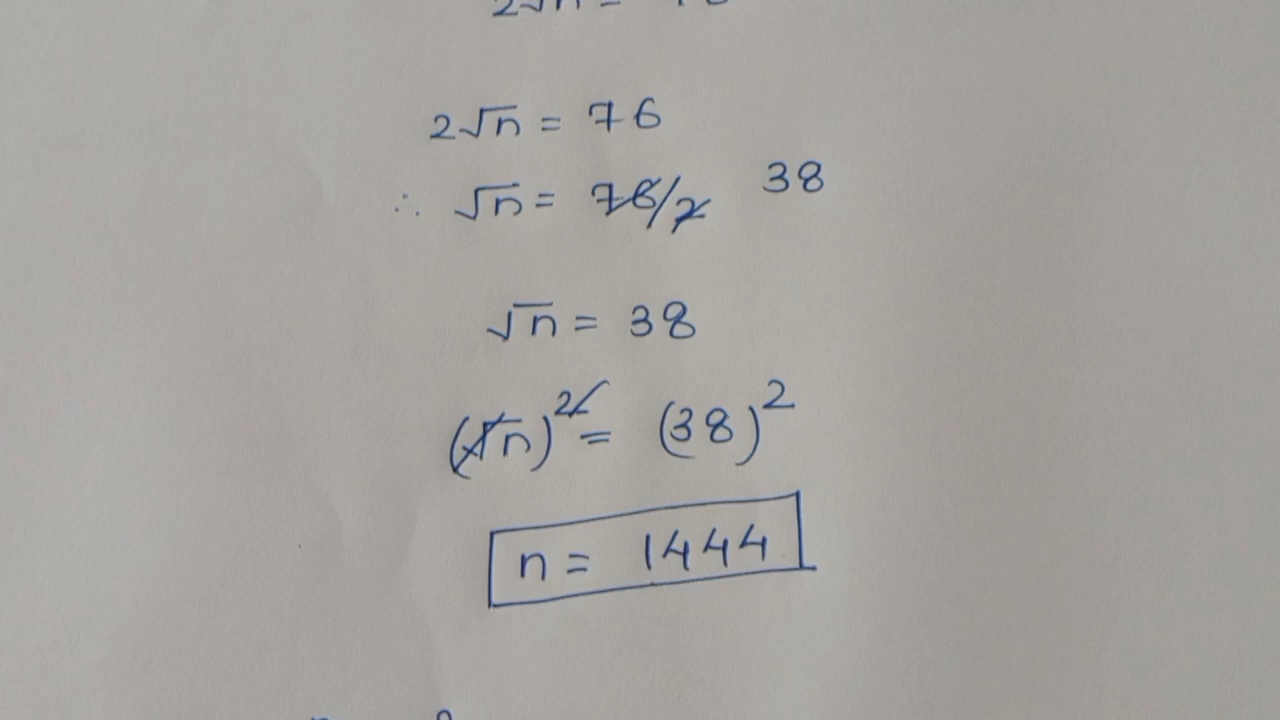 2√n = 76
∴ √n = 76/2 38
√n = 38
(√n)² = (38)²
n = 1444